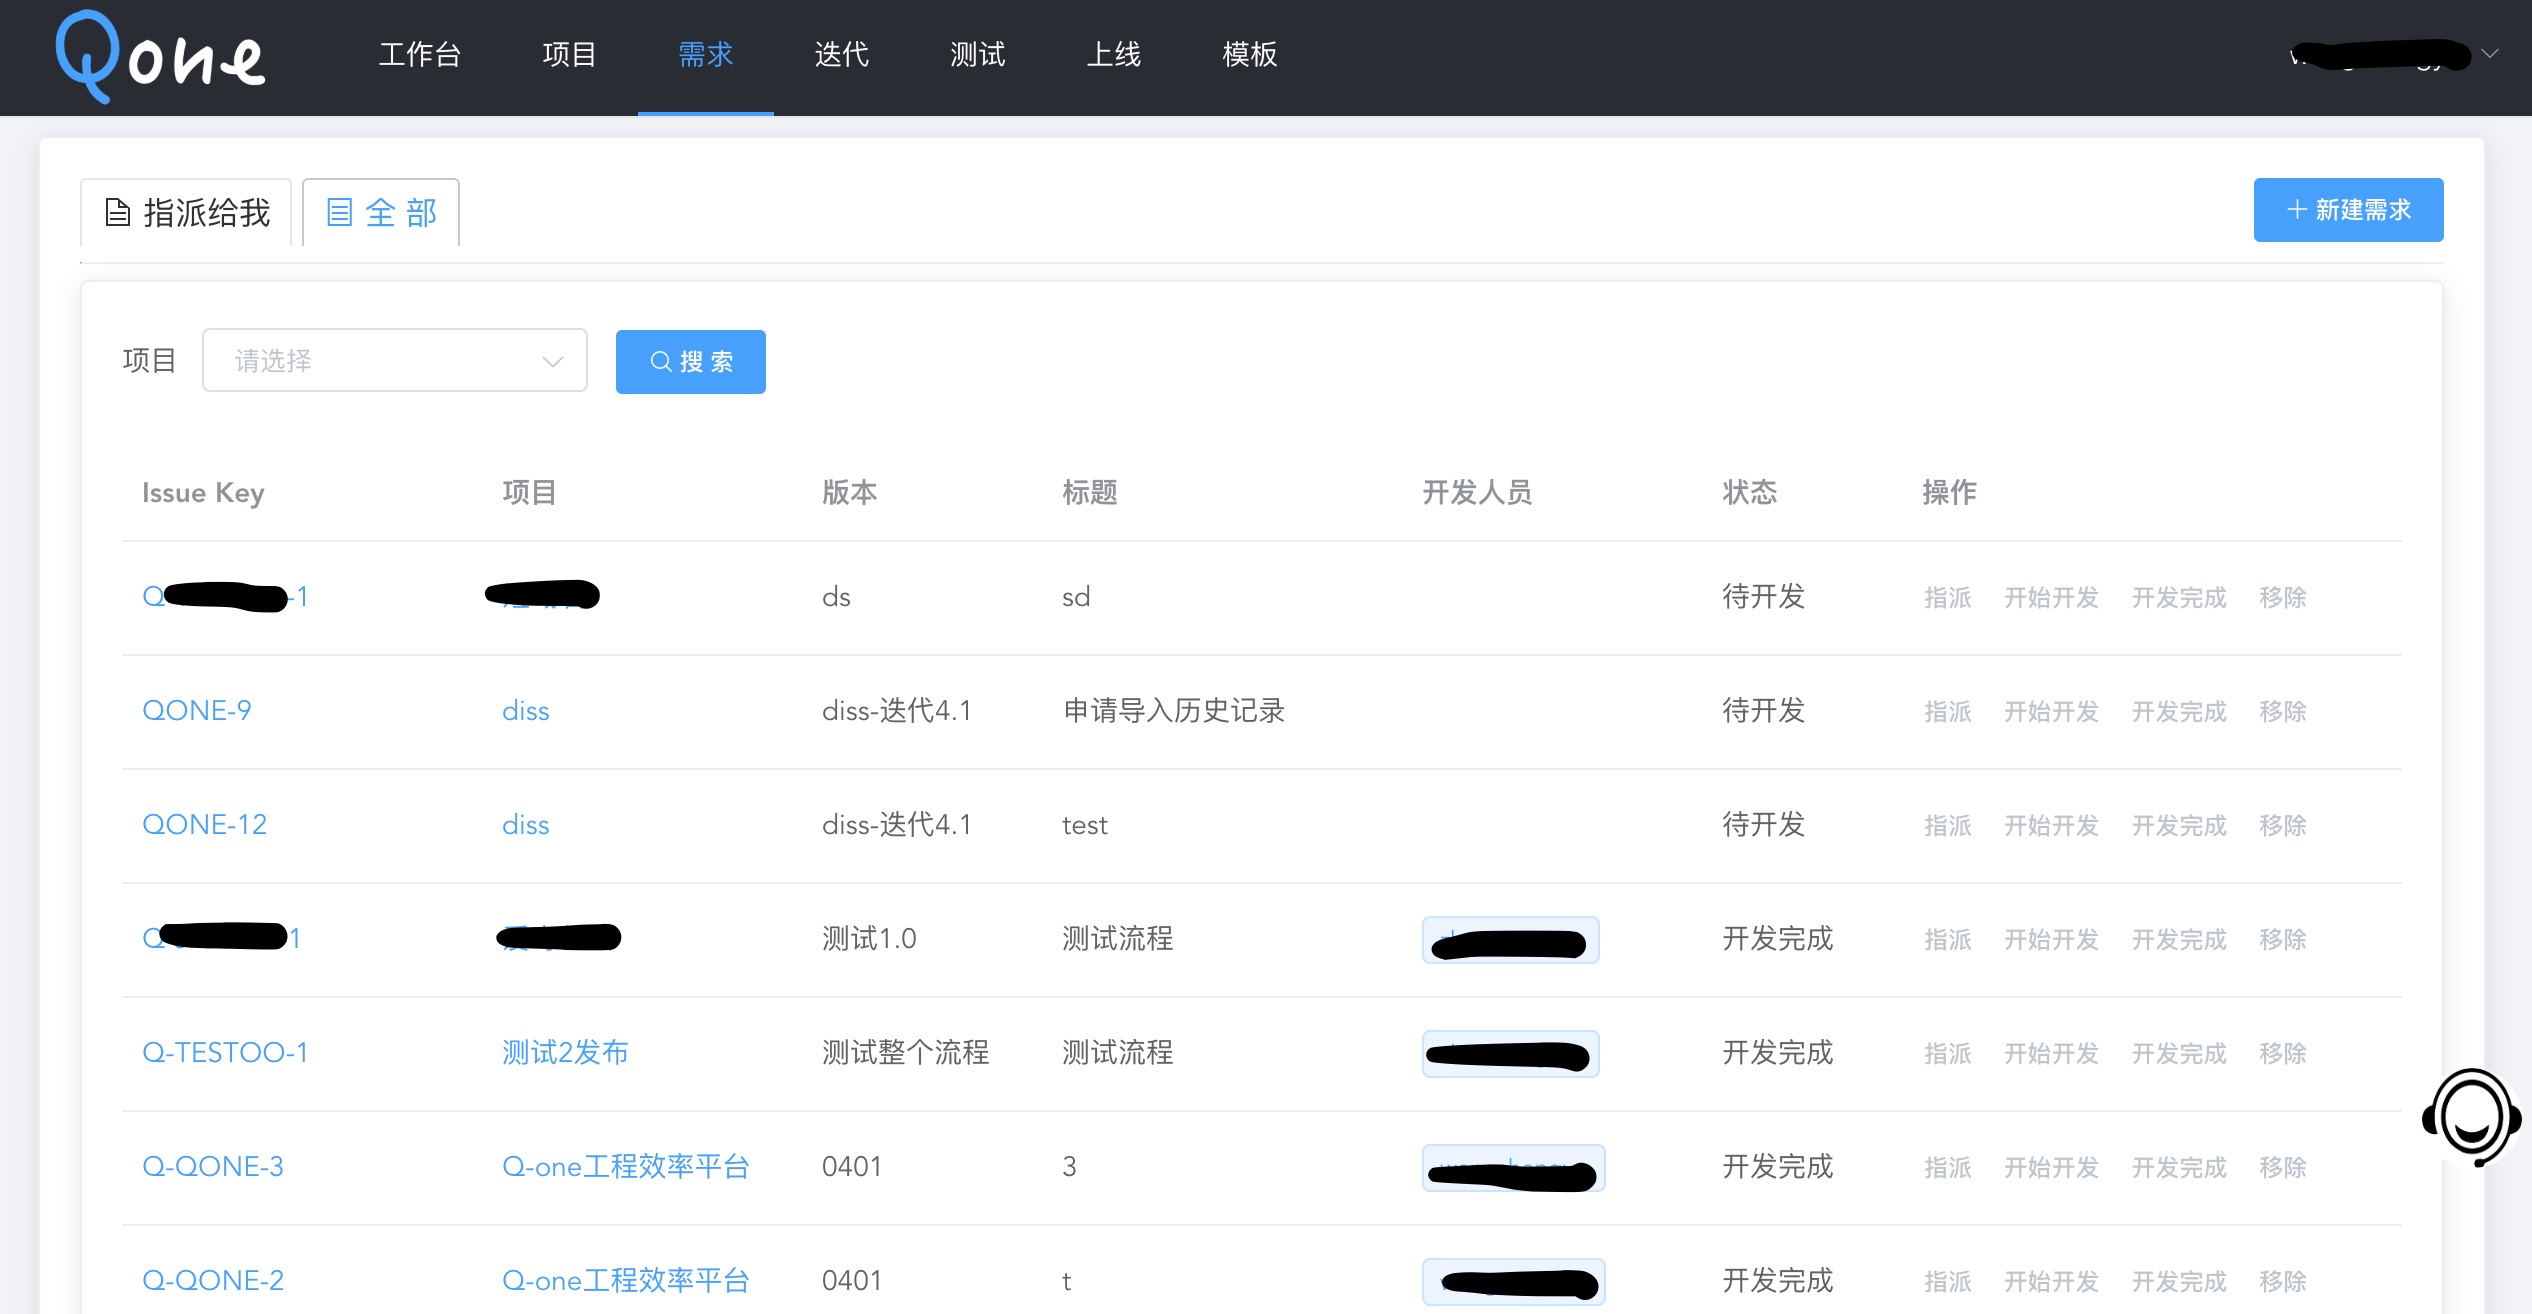 Qone 工作台 项目 需求 迭代 测试 上线 模板
指派给我 全部 新建需求
项目 请选择 搜索
Issue Key 项目 版本 标题 开发人员 状态 操作
ds sd 待开发 指派 开始开发 开发完成 移除
QONE-9 diss diss-迭代4.1 申请导入历史记录 待开发 指派 开始开发 开发完成 移除
QONE-12 diss diss-迭代4.1 test 待开发 指派 开始开发 开发完成 移除
测试1.0 测试流程 开发完成 指派 开始开发 开发完成 移除
Q-TESTOO-1 测试2发布 测试整个流程 测试流程 开发完成 指派 开始开发 开发完成 移除
Q-QONE-3 Q-one工程效率平台 0401 3 开发完成 指派 开始开发 开发完成 移除
Q-QONE-2 Q-one工程效率平台 0401 t 开发完成 指派 开始开发 开发完成 移除